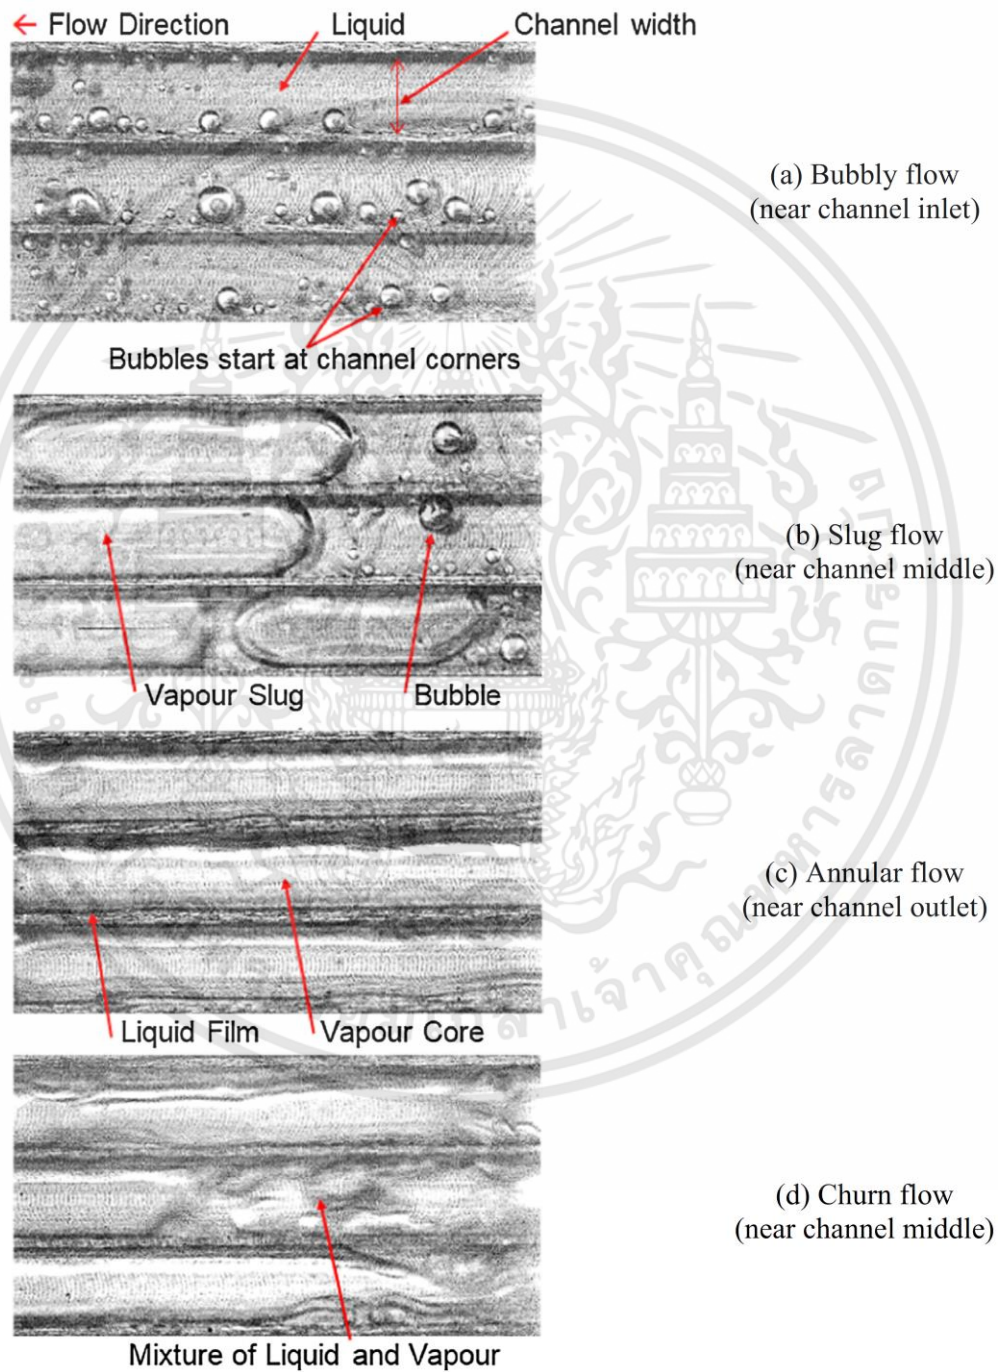 ← Flow Direction
Liquid
Channel width
(a) Bubbly flow
(near channel inlet)
Bubbles start at channel corners
(b) Slug flow
(near channel middle)
Vapour Slug
Bubble
(c) Annular flow
(near channel outlet)
Liquid Film
Vapour Core
(d) Churn flow
(near channel middle)
Mixture of Liquid and Vapour